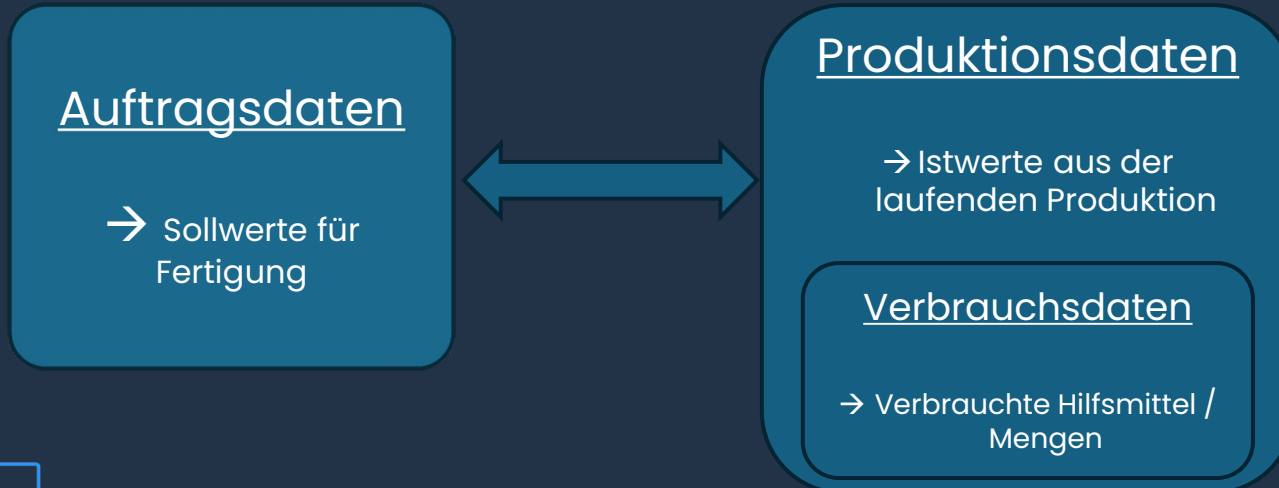 Auftragsdaten
→ Sollwerte für
Fertigung
Produktionsdaten
→ Istwerte aus der
laufenden Produktion
Verbrauchsdaten
→ Verbrauchte Hilfsmittel /
Mengen